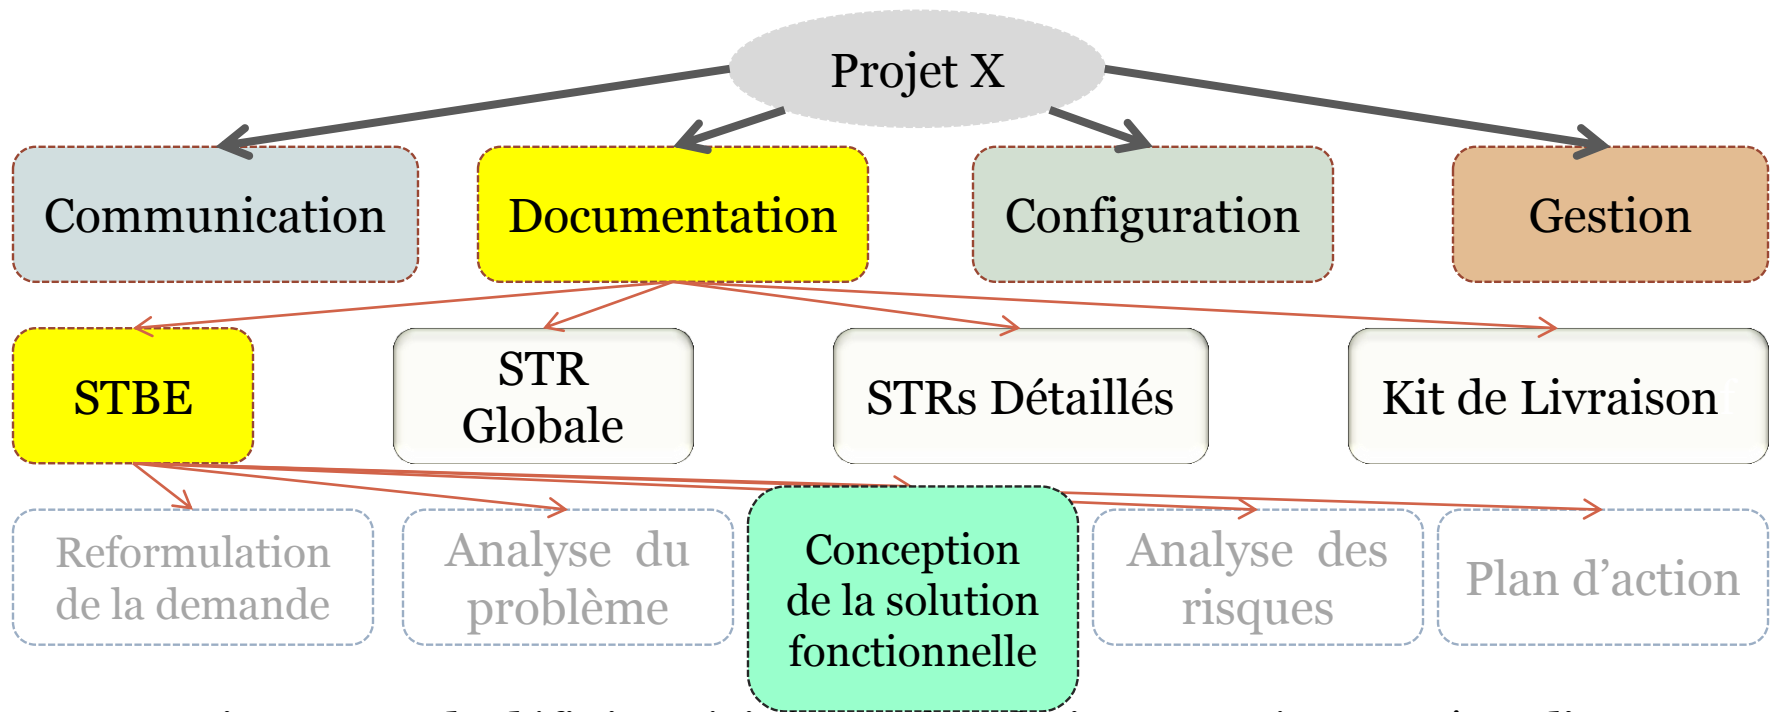 Projet X
Communication
Documentation
Configuration
Gestion
STBE
STR
Globale
STRs Détaillés
Kit de Livraison
Reformulation
de la demande
Analyse du
problème
Conception
de la solution
fonctionnelle
Analyse des
risques
Plan d’action